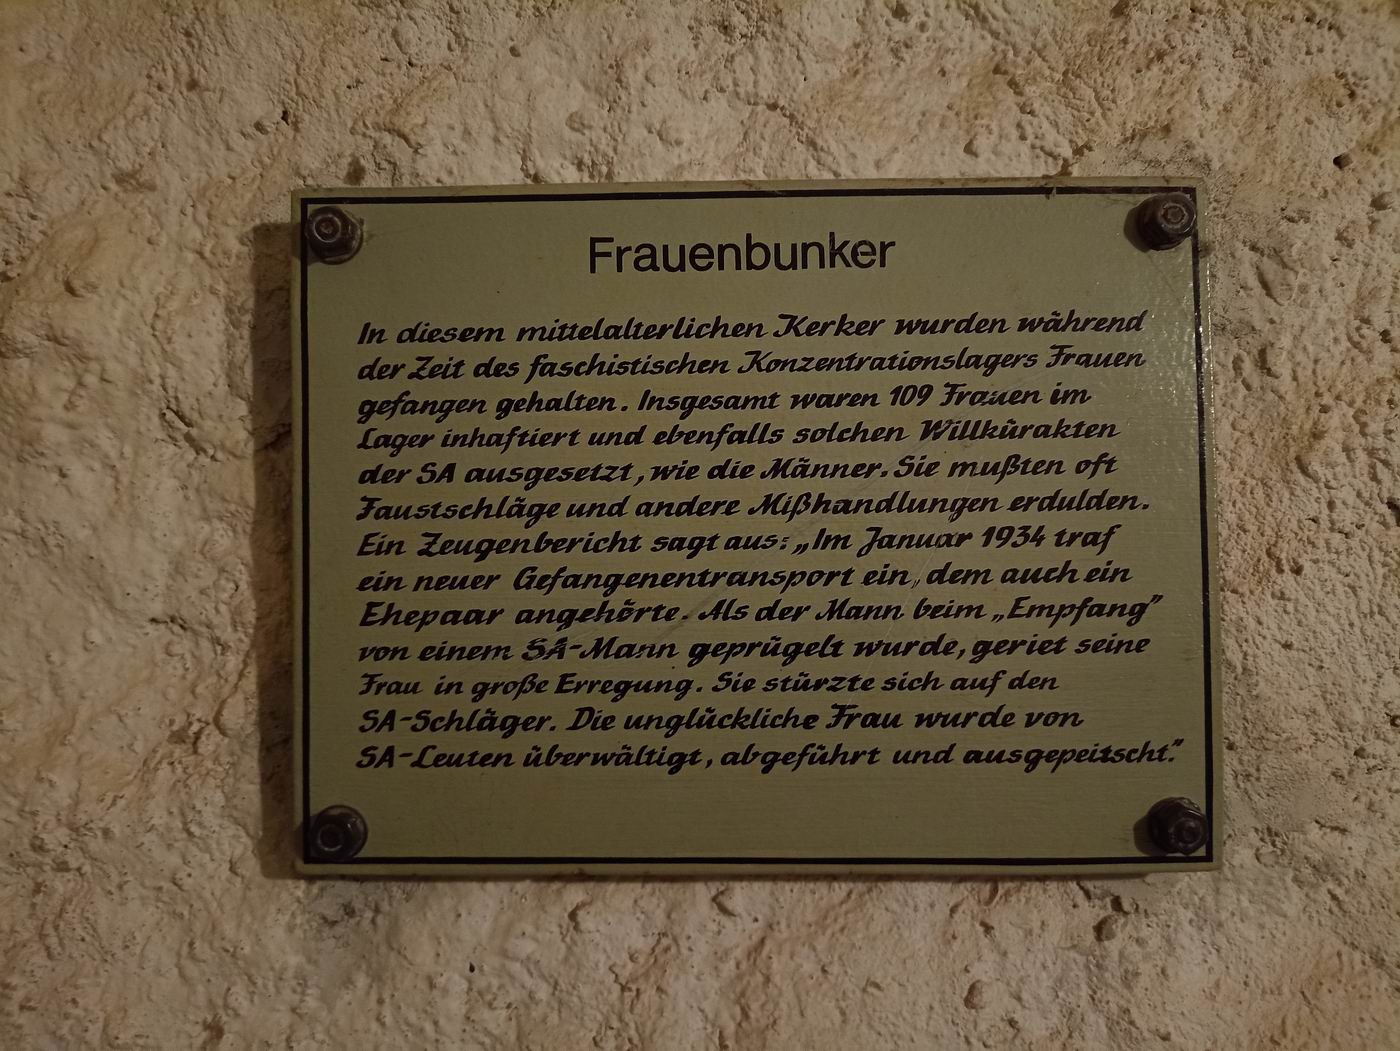 Frauenbunker
In diesem mittelalterlichen Kerker wurden während
der Zeit des faschistischen Konzentrationslagers Frauen
gefangen gehalten. Insgesamt waren 109 Frauen im
Lager inhaftiert und ebenfalls solchen Willkürakten
der SA ausgesetzt, wie die Männer. Sie mußten oft
Faustschläge und andere Mißhandlungen erdulden.
Ein Zeugenbericht sagt aus: „Im Januar 1934 traf
ein neuer Gefangenentransport ein, dem auch ein
Ehepaar angehörte. Als der Mann beim „Empfang”
von einem SA-Mann geprügelt wurde, geriet seine
Frau in große Erregung. Sie stürzte sich auf den
SA-Schläger. Die unglückliche Frau wurde von
SA-Leuten überwältigt, abgeführt und ausgepeitscht.”